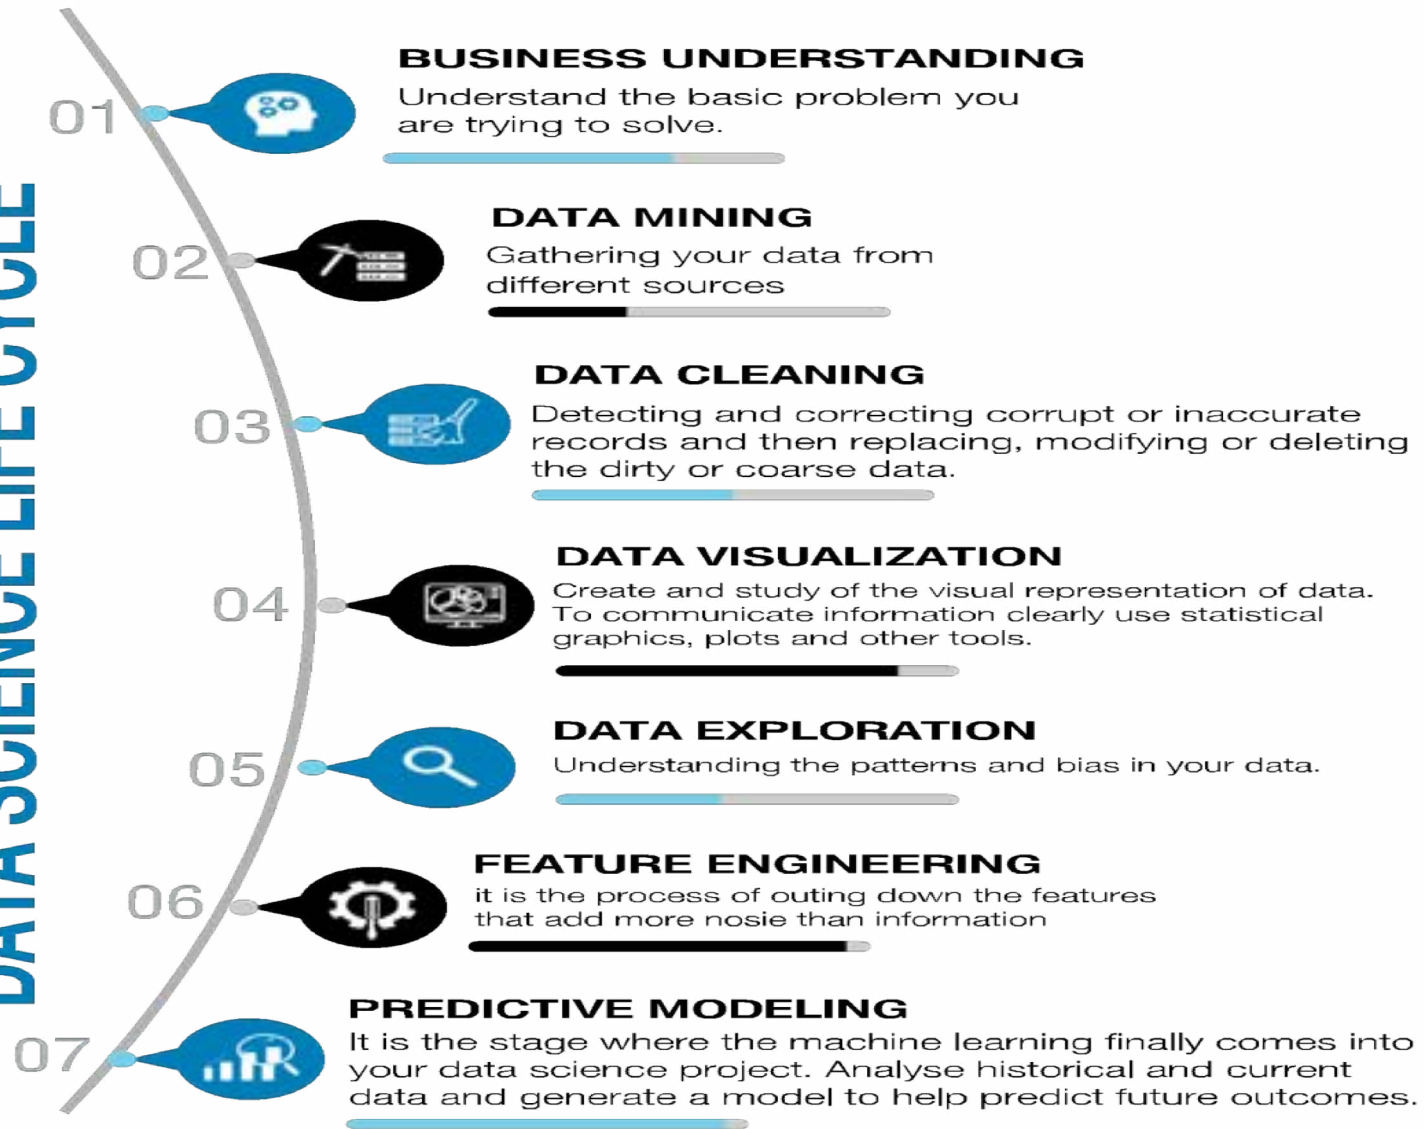 DATA SCIENCE LIFE CYCLE
01
BUSINESS UNDERSTANDING
Understand the basic problem you
are trying to solve.
02
DATA MINING
Gathering your data from
different sources
03
DATA CLEANING
Detecting and correcting corrupt or inaccurate
records and then replacing, modifying or deleting
the dirty or coarse data.
04
DATA VISUALIZATION
Create and study of the visual representation of data.
To communicate information clearly use statistical
graphics, plots and other tools.
05
DATA EXPLORATION
Understanding the patterns and bias in your data.
06
FEATURE ENGINEERING
it is the process of outing down the features
that add more nosie than information
07
PREDICTIVE MODELING
It is the stage where the machine learning finally comes into
your data science project. Analyse historical and current
data and generate a model to help predict future outcomes.